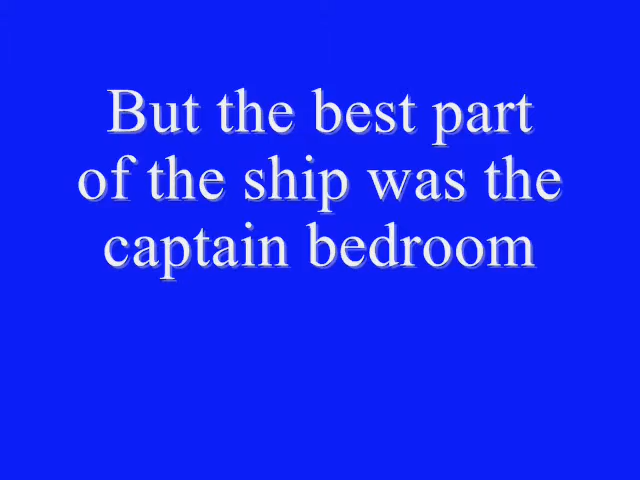 But the best part
of the ship was the
captain bedroom